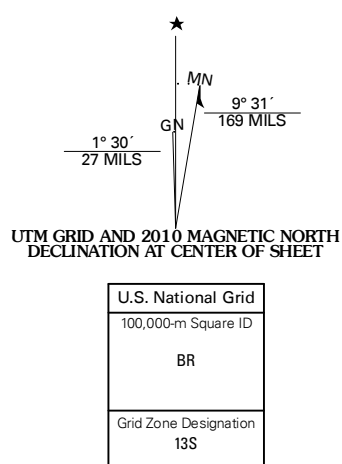 ★
MN
GN
9° 31´
169 MILS
1° 30´
27 MILS
UTM GRID AND 2010 MAGNETIC NORTH
DECLINATION AT CENTER OF SHEET
U.S. National Grid
100,000-m Square ID
BR
Grid Zone Designation
13S